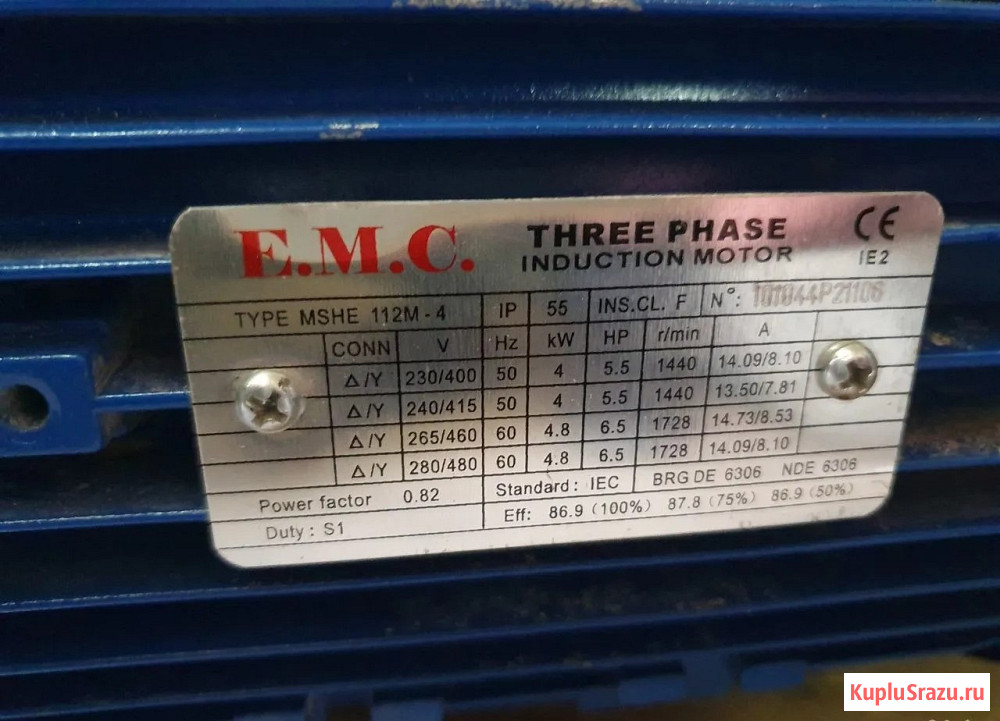 E.M.C. THREE PHASE CE
INDUCTION MOTOR IE2
TYPE MSHE 112M - 4 IP 55 INS.CL. F N°: 101044P21106
CONN V Hz kW HP r/min A
Δ/Y 230/400 50 4 5.5 1440 14.09/8.10
Δ/Y 240/415 50 4 5.5 1440 13.50/7.81
Δ/Y 265/460 60 4.8 6.5 1728 14.73/8.53
Δ/Y 280/480 60 4.8 6.5 1728 14.09/8.10
Power factor 0.82 Standard: IEC BRG DE 6306 NDE 6306
Duty: S1 Eff: 86.9 (100%) 87.8 (75%) 86.9 (50%)
KupluSrazu.ru